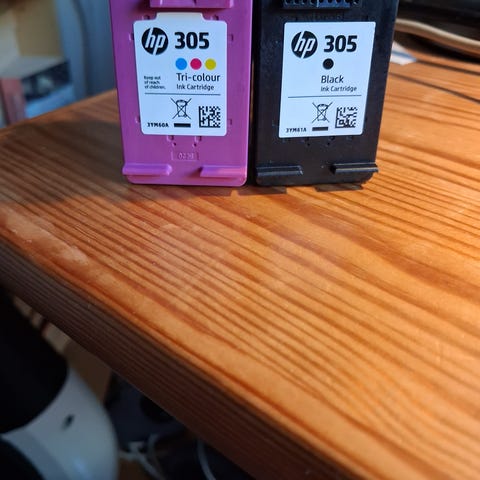 hp 305
Tri-colour
Ink Cartridge
Keep out
of reach
of children.
3YM60A
hp 305
Black
Ink Cartridge
3YM61A